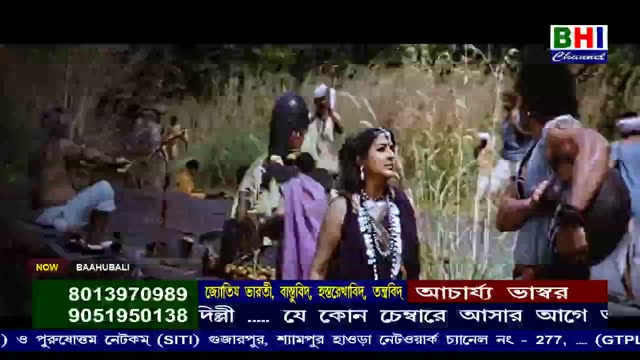 BHI
Channel
NOW BAAHUBALI
8013970989
9051950138
জ্যোতিষ ভারতী, বাস্তুবিদ, হস্তরেখাবিদ, তন্ত্রবিদ
আচার্য্য ভাস্বর
দিল্লী ..... যে কোন চেম্বারে আসার আগে
) ও পুরুষোত্তম নেটকম্ (SITI) গুজারপুর, শ্যামপুর হাওড়া নেটওয়ার্ক চ্যানেল নং - 277, .... (GTPL